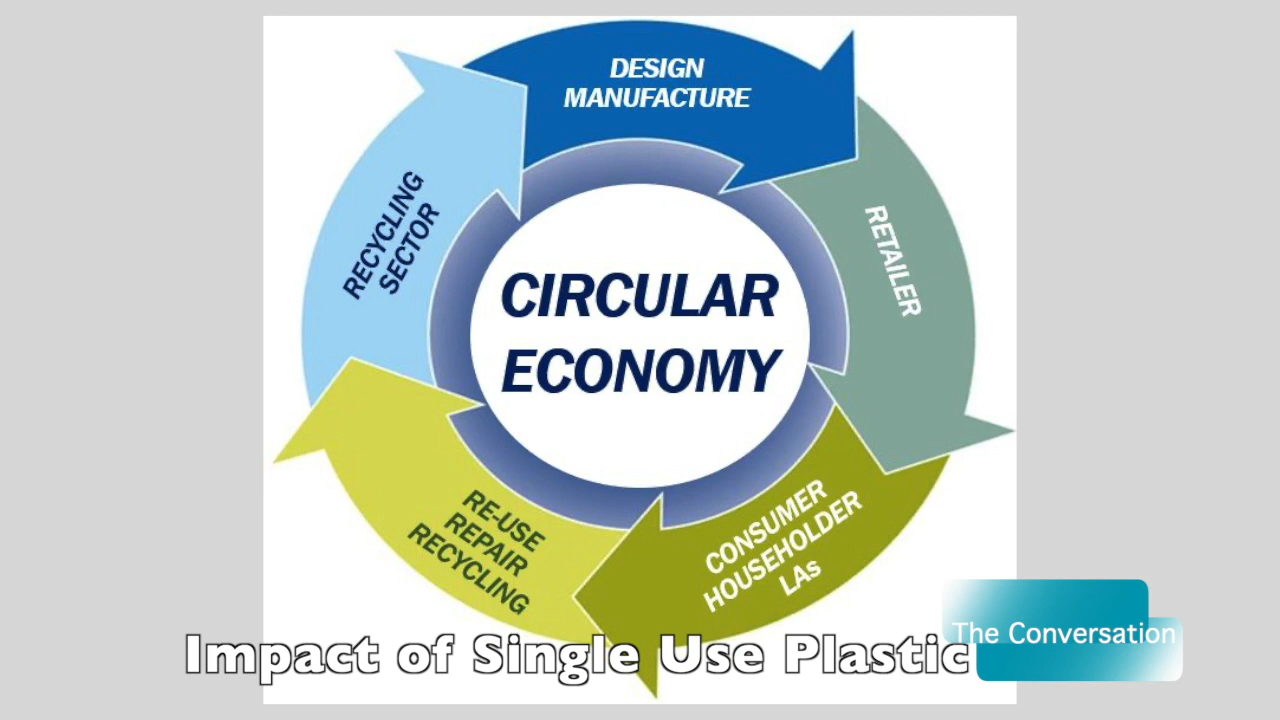 DESIGN
MANUFACTURE
RETAILER
CONSUMER
HOUSEHOLDER
LAs
RE-USE
REPAIR
RECYCLING
RECYCLING
SECTOR
CIRCULAR
ECONOMY
Impact of Single Use Plastic
The Conversation